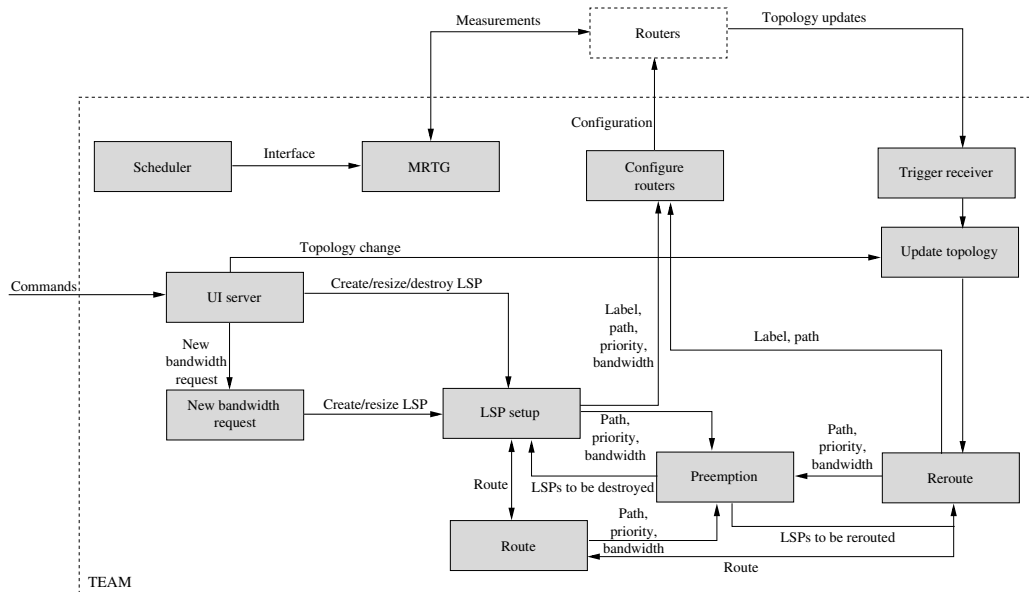 Measurements
Routers
Topology updates
Configuration
Scheduler
Interface
MRTG
Configure
routers
Trigger receiver
Topology change
Update topology
Commands
UI server
Create/resize/destroy LSP
Label,
path,
priority,
bandwidth
Label, path
New
bandwidth
request
New bandwidth
request
Create/resize LSP
LSP setup
Path,
priority,
bandwidth
Path,
priority,
bandwidth
Preemption
Reroute
Route
LSPs to be destroyed
Path,
priority,
bandwidth
LSPs to be rerouted
Route
Route
TEAM